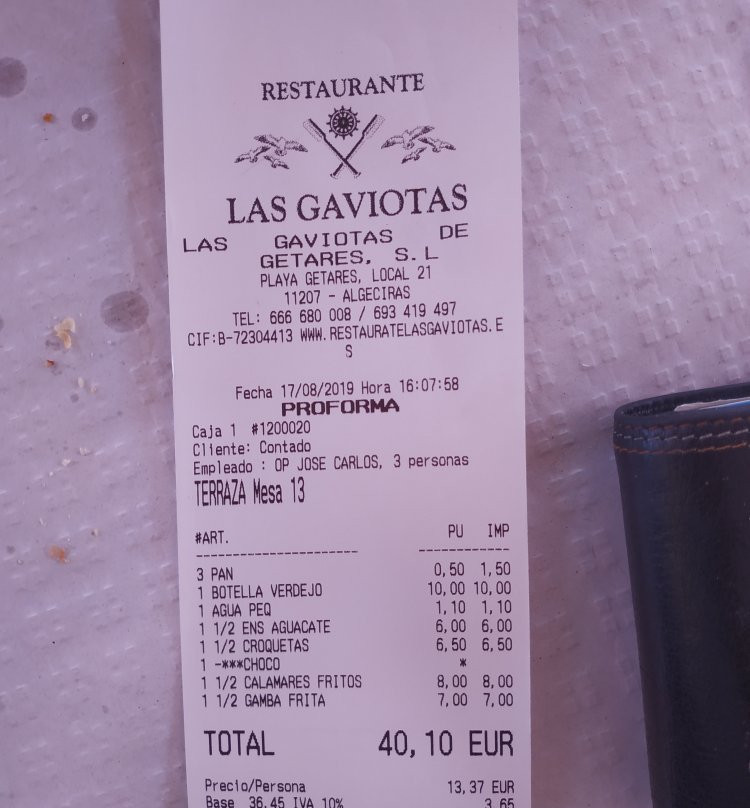 RESTAURANTE
LAS GAVIOTAS
LAS GAVIOTAS DE
GETARES, S.L
PLAYA GETARES, LOCAL 21
11207 - ALGECIRAS
TEL: 666 680 008 / 693 419 497
CIF:B-72304413 WWW.RESTAURATELASGAVIOTAS.E
S
Fecha 17/08/2019 Hora 16:07:58
PROFORMA
Caja 1 #1200020
Cliente: Contado
Empleado : OP JOSE CARLOS, 3 personas
TERRAZA Mesa 13
#ART. PU IMP
3 PAN 0,50 1,50
1 BOTELLA VERDEJO 10,00 10,00
1 AGUA PEQ 1,10 1,10
1 1/2 ENS AGUACATE 6,00 6,00
1 1/2 CROQUETAS 6,50 6,50
1 -***CHOCO *
1 1/2 CALAMARES FRITOS 8,00 8,00
1 1/2 GAMBA FRITA 7,00 7,00
TOTAL 40,10 EUR
Precio/Persona 13,37 EUR
Base 36,45 IVA 10% 3,65